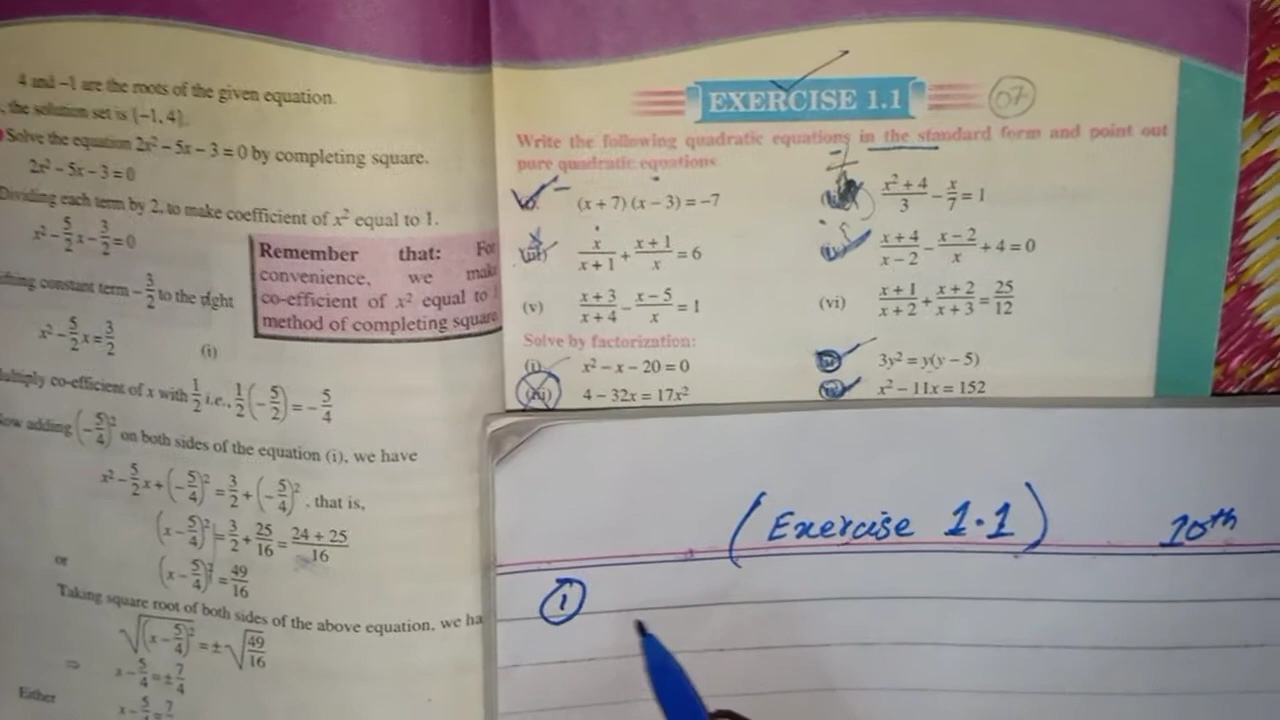 4 and –1 are the roots of the given equation.
, the solution set is {–1, 4}.
Solve the equation 2x² – 5x – 3 = 0 by completing square.
2x² – 5x – 3 = 0
Dividing each term by 2, to make coefficient of x² equal to 1.
x² – 5/2 x – 3/2 = 0
Remember that: For
convenience, we make
co-efficient of x² equal to 1
method of completing square
constant term – 3/2 to the right
x² – 5/2 x = 3/2 (i)
Multiply co-efficient of x with 1/2 i.e., 1/2 (– 5/2) = – 5/4
Now adding (– 5/4)² on both sides of the equation (i), we have
x² – 5/2 x + (– 5/4)² = 3/2 + (– 5/4)², that is,
(x – 5/4)² = 3/2 + 25/16 = (24 + 25)/16
or (x – 5/4)² = 49/16
Taking square root of both sides of the above equation, we ha
√(x – 5/4)² = ± √49/16
⇒ x – 5/4 = ± 7/4
Either x – 5/4 = 7/
EXERCISE 1.1
07
Write the following quadratic equations in the standard form and point out
pure quadratic equations
(x + 7) (x – 3) = –7
(x² + 4)/3 – x/7 = 1
x/(x + 1) + (x + 1)/x = 6
(x + 4)/(x – 2) – (x – 2)/x + 4 = 0
(v) (x + 3)/(x + 4) – (x – 5)/x = 1
(vi) (x + 1)/(x + 2) + (x + 2)/(x + 3) = 25/12
Solve by factorization:
(i) x² – x – 20 = 0
3y² = y(y – 5)
(iii) 4 – 32x = 17x²
x² – 11x = 152
(Exercise 1.1) 10th
①